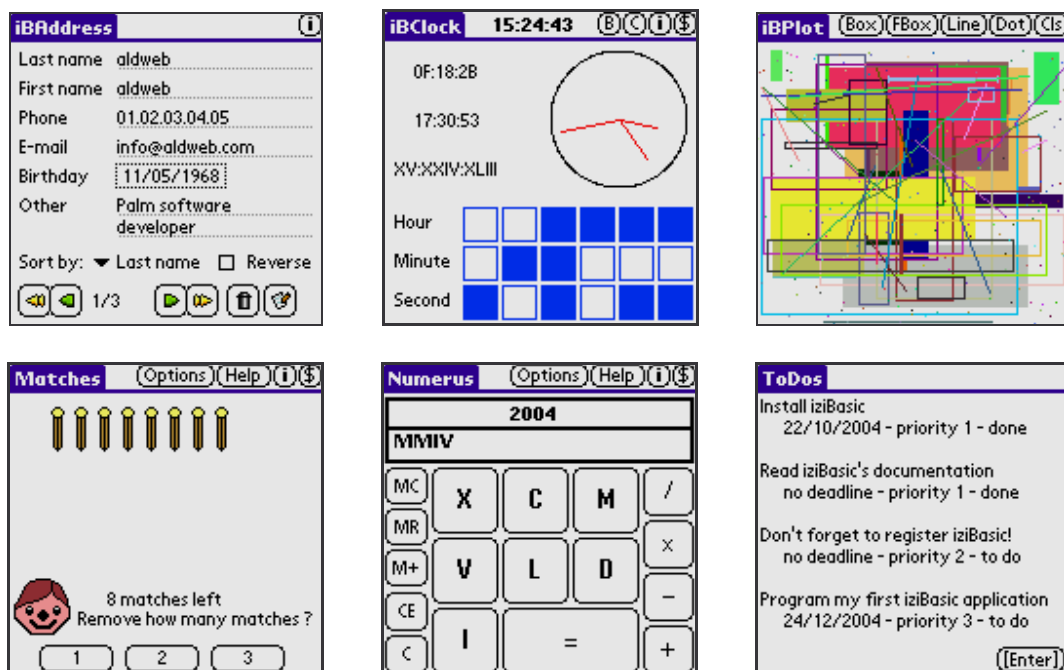 iBAddress i
Last name aldweb
First name aldweb
Phone 01.02.03.04.05
E-mail info@aldweb.com
Birthday 11/05/1968
Other Palm software
developer
Sort by: Last name Reverse
1/3
iBClock 15:24:43 B C i $
0F:18:2B
17:30:53
XV:XXIV:XLIII
Hour
Minute
Second
iBPlot Box FBox Line Dot Cls
Matches Options Help i $
8 matches left
Remove how many matches ?
1 2 3
Numerus Options Help i $
2004
MMIV
MC X C M /
MR
M+ V L D x
CE I = −
C +
ToDos
Install iziBasic
22/10/2004 - priority 1 - done
Read iziBasic's documentation
no deadline - priority 1 - done
Don't forget to register iziBasic!
no deadline - priority 2 - to do
Program my first iziBasic application
24/12/2004 - priority 3 - to do
[Enter]